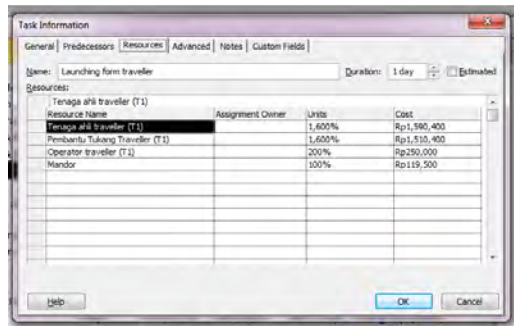 Task Information
General Predecessors Resources Advanced Notes Custom Fields
Name: Launching form traveller Duration: 1 day Estimated
Resources:
Tenaga ahli traveller (T1)
Resource Name Assignment Owner Units Cost
Tenaga ahli traveller (T1) 1,600% Rp1,590,400
Pembantu Tukang Traveller (T1) 1,600% Rp1,510,400
Operator traveller (T1) 200% Rp250,000
Mandor 100% Rp119,500
Help OK Cancel